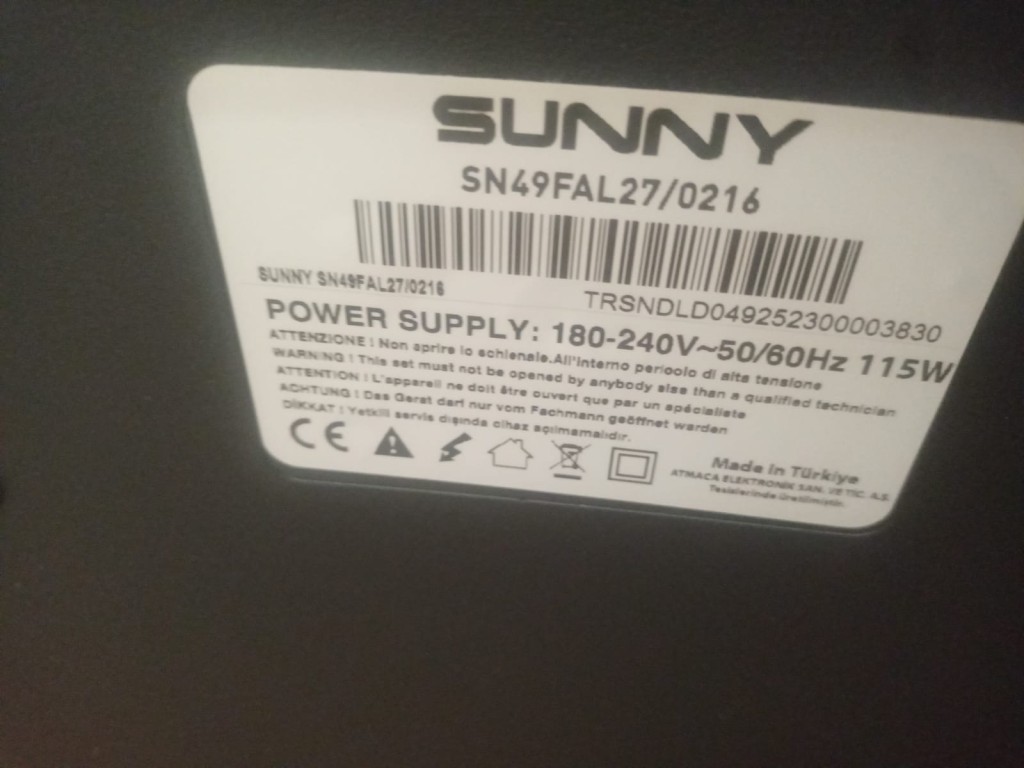 SUNNY
SN49FAL27/0216
SUNNY SN49FAL27/0216
TRSNDLD049252300003830
POWER SUPPLY: 180-240V~50/60Hz 115W
ATTENZIONE ! Non aprire lo schienale.All'interno pericolo di alta tensione
WARNING ! This set must not be opened by anybody else than a qualified technician
ATTENTION ! L'appareil ne doit être ouvert que par un spécialiste
ACHTUNG ! Das Gerat darf nur vom Fachmann geöffnet warden
DİKKAT ! Yetkili servis dışında cihaz açılmamalıdır.
CE
Made in Türkiye
ATMACA ELEKTRONİK SAN. VE TİC. A.Ş.
Tesislerinde üretilmiştir.